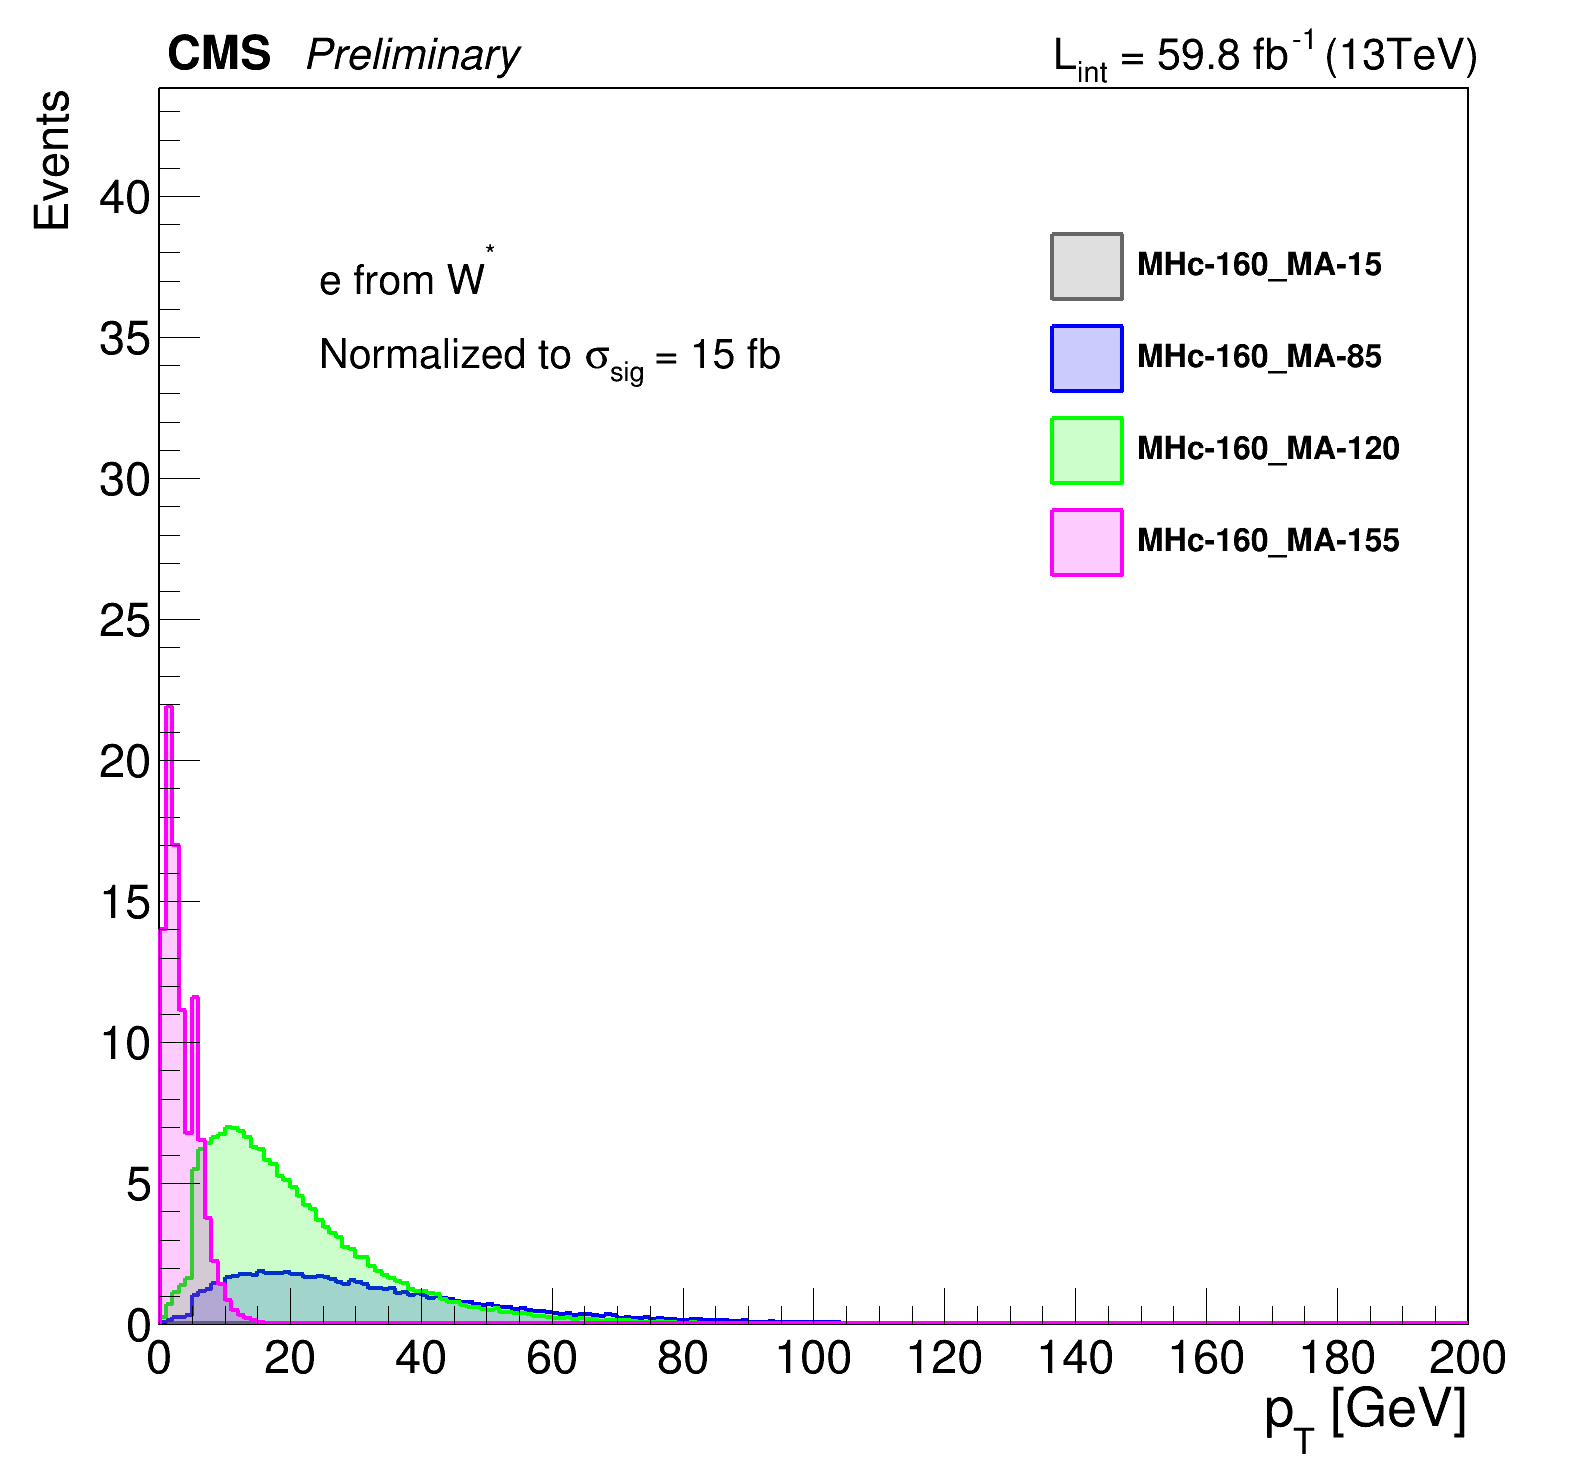 CMS Preliminary
L_int = 59.8 fb^-1 (13TeV)
Events
40
35
30
25
20
15
10
5
0
e from W^*
Normalized to σ_sig = 15 fb
MHc-160_MA-15
MHc-160_MA-85
MHc-160_MA-120
MHc-160_MA-155
0 20 40 60 80 100 120 140 160 180 200
p_T [GeV]